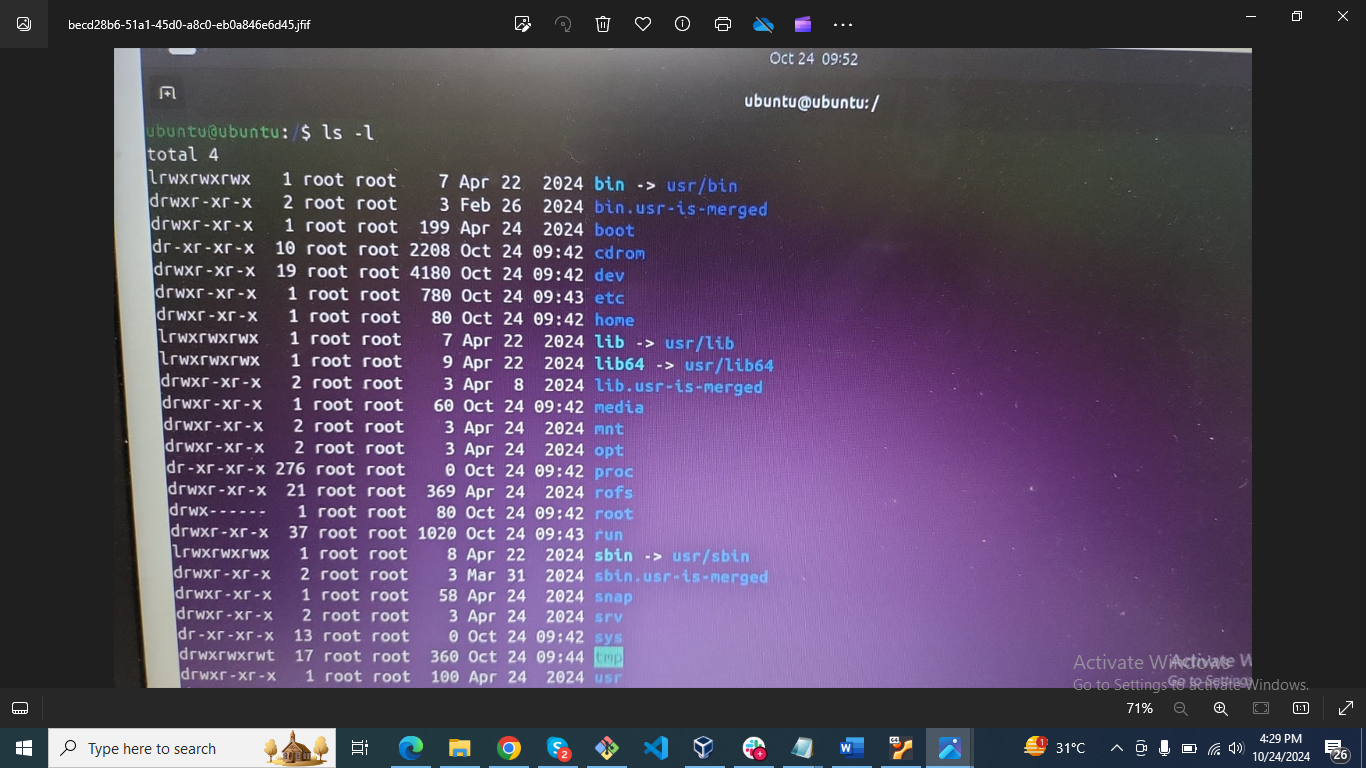 becd28b6-51a1-45d0-a8c0-eb0a846e6d45.jfif
Oct 24 09:52
ubuntu@ubuntu: /
ubuntu@ubuntu:/$ ls -l
total 4
lrwxrwxrwx 1 root root 7 Apr 22 2024 bin -> usr/bin
drwxr-xr-x 2 root root 3 Feb 26 2024 bin.usr-is-merged
drwxr-xr-x 1 root root 199 Apr 24 2024 boot
dr-xr-xr-x 10 root root 2208 Oct 24 09:42 cdrom
drwxr-xr-x 19 root root 4180 Oct 24 09:42 dev
drwxr-xr-x 1 root root 780 Oct 24 09:43 etc
drwxr-xr-x 1 root root 80 Oct 24 09:42 home
lrwxrwxrwx 1 root root 7 Apr 22 2024 lib -> usr/lib
lrwxrwxrwx 1 root root 9 Apr 22 2024 lib64 -> usr/lib64
drwxr-xr-x 2 root root 3 Apr 8 2024 lib.usr-is-merged
drwxr-xr-x 1 root root 60 Oct 24 09:42 media
drwxr-xr-x 2 root root 3 Apr 24 2024 mnt
drwxr-xr-x 2 root root 3 Apr 24 2024 opt
dr-xr-xr-x 276 root root 0 Oct 24 09:42 proc
drwxr-xr-x 21 root root 369 Apr 24 2024 rofs
drwx------ 1 root root 80 Oct 24 09:42 root
drwxr-xr-x 37 root root 1020 Oct 24 09:43 run
lrwxrwxrwx 1 root root 8 Apr 22 2024 sbin -> usr/sbin
drwxr-xr-x 2 root root 3 Mar 31 2024 sbin.usr-is-merged
drwxr-xr-x 1 root root 58 Apr 24 2024 snap
drwxr-xr-x 2 root root 3 Apr 24 2024 srv
dr-xr-xr-x 13 root root 0 Oct 24 09:42 sys
drwxrwxrwt 17 root root 360 Oct 24 09:44 tmp
drwxr-xr-x 1 root root 100 Apr 24 2024 usr
Activate Windows
Go to Settings to activate Windows.
71%
1:1
Type here to search
2
64
1
31°C
4:29 PM
10/24/2024
26